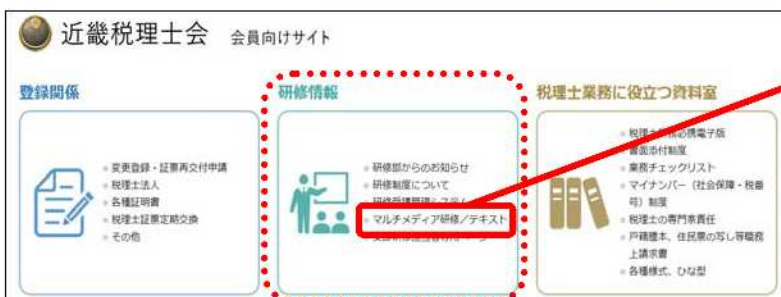 近畿税理士会 会員向けサイト
登録関係
変更登録・証票再交付申請
税理士法人
各種証明書
税理士証票定期交換
その他
研修情報
研修部からのお知らせ
研修制度について
マルチメディア研修／テキスト
税理士業務に役立つ資料室
書面添付制度
業務チェックリスト
マイナンバー（社会保障・税番
号）制度
税理士の専門家責任
戸籍謄本、住民票の写し等職務
上請求書
各種様式、ひな型